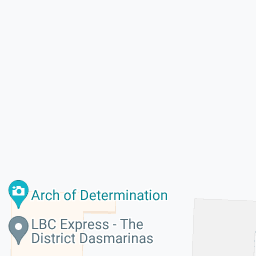 Arch of Determination
LBC Express - The
District Dasmarinas